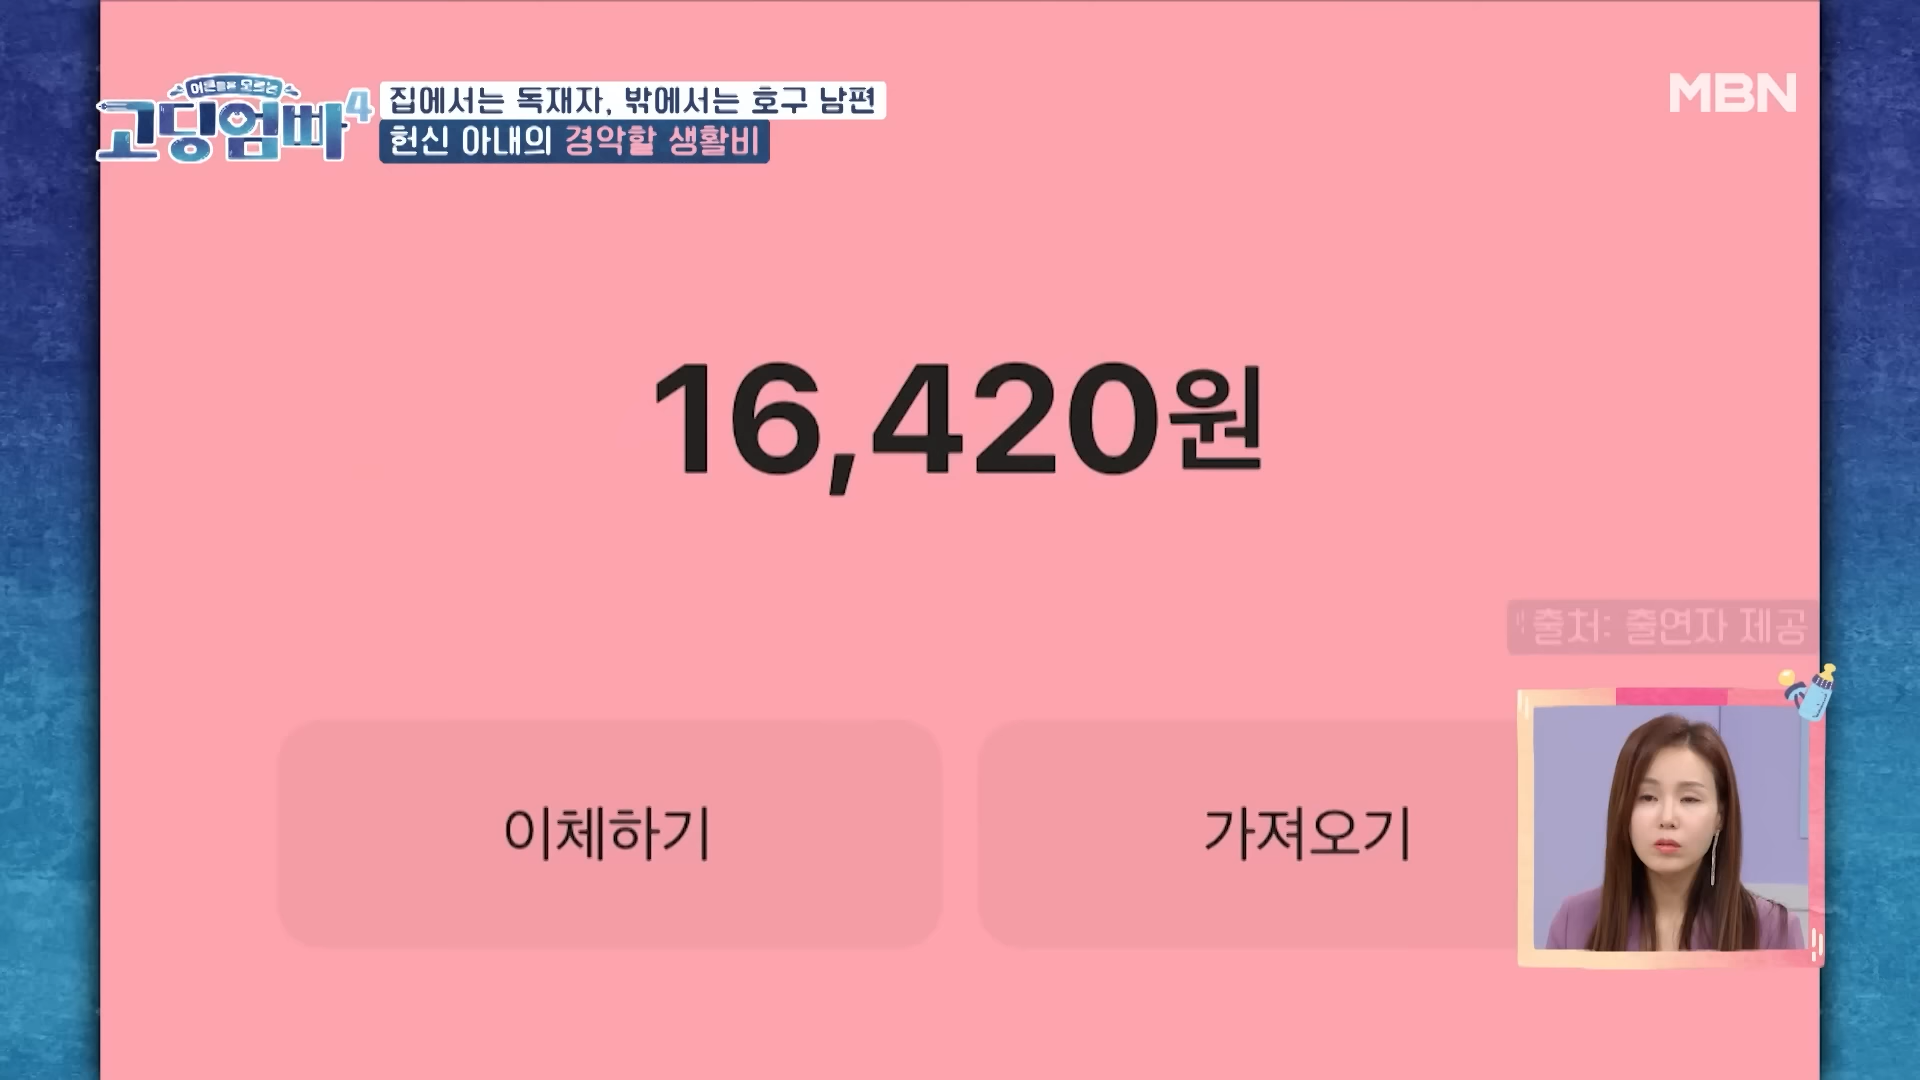 어른들은 모르는
고딩엄빠4
집에서는 독재자, 밖에서는 호구 남편
헌신 아내의 경악할 생활비
MBN
16,420원
출처: 출연자 제공
이체하기
가져오기